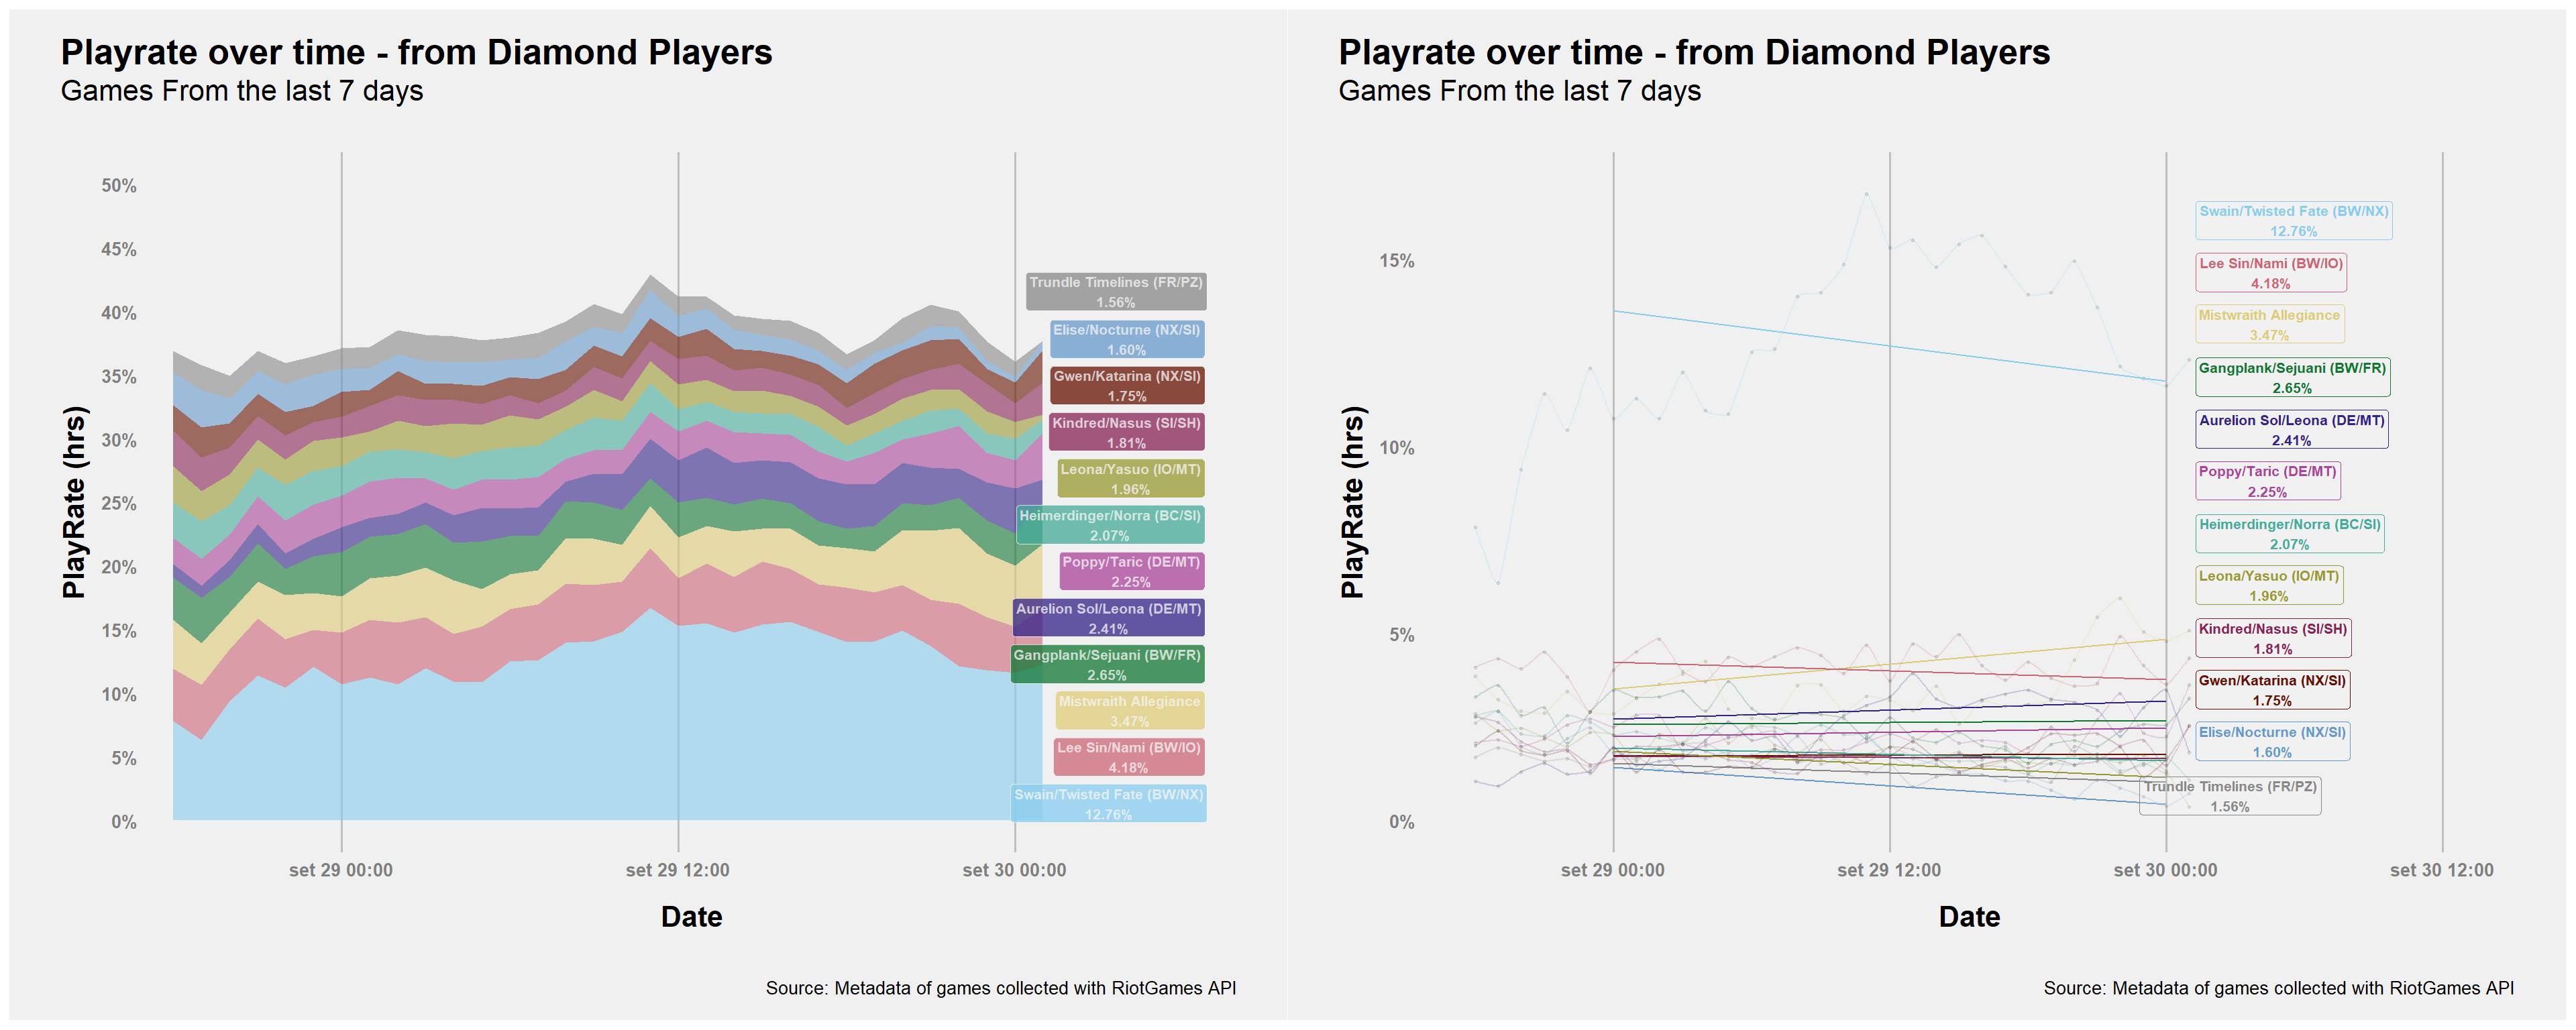 Playrate over time - from Diamond Players
Games From the last 7 days
50%
45%
40%
35%
30%
25%
20%
15%
10%
5%
0%
PlayRate (hrs)
Trundle Timelines (FR/PZ)
1.56%
Elise/Nocturne (NX/SI)
1.60%
Gwen/Katarina (NX/SI)
1.75%
Kindred/Nasus (SI/SH)
1.81%
Leona/Yasuo (IO/MT)
1.96%
Heimerdinger/Norra (BC/SI)
2.07%
Poppy/Taric (DE/MT)
2.25%
Aurelion Sol/Leona (DE/MT)
2.41%
Gangplank/Sejuani (BW/FR)
2.65%
Mistwraith Allegiance
3.47%
Lee Sin/Nami (BW/IO)
4.18%
Swain/Twisted Fate (BW/NX)
12.76%
set 29 00:00
set 29 12:00
set 30 00:00
Date
Source: Metadata of games collected with RiotGames API
Playrate over time - from Diamond Players
Games From the last 7 days
15%
10%
5%
0%
PlayRate (hrs)
Swain/Twisted Fate (BW/NX)
12.76%
Lee Sin/Nami (BW/IO)
4.18%
Mistwraith Allegiance
3.47%
Gangplank/Sejuani (BW/FR)
2.65%
Aurelion Sol/Leona (DE/MT)
2.41%
Poppy/Taric (DE/MT)
2.25%
Heimerdinger/Norra (BC/SI)
2.07%
Leona/Yasuo (IO/MT)
1.96%
Kindred/Nasus (SI/SH)
1.81%
Gwen/Katarina (NX/SI)
1.75%
Elise/Nocturne (NX/SI)
1.60%
Trundle Timelines (FR/PZ)
1.56%
set 29 00:00
set 29 12:00
set 30 00:00
set 30 12:00
Date
Source: Metadata of games collected with RiotGames API